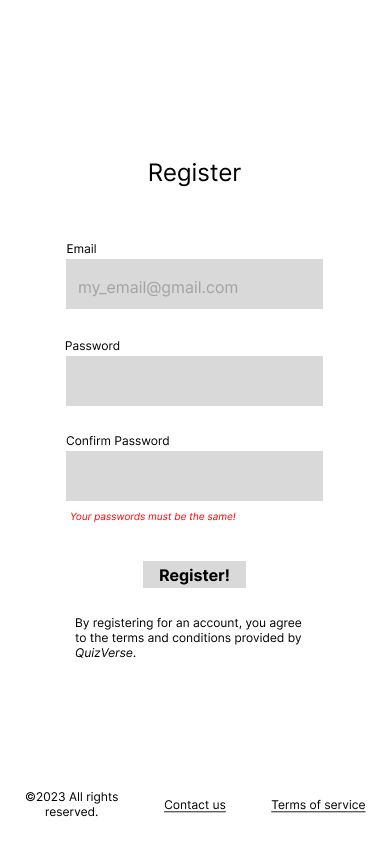 Register
Email
my_email@gmail.com
Password
Confirm Password
Your passwords must be the same!
Register!
By registering for an account, you agree
to the terms and conditions provided by
QuizVerse.
©2023 All rights
reserved.
Contact us
Terms of service